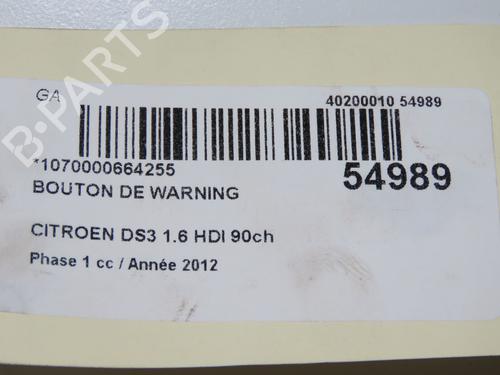 B-PARTS
GA
40200010 54989
*1070000664255
54989
BOUTON DE WARNING
CITROEN DS3 1.6 HDI 90ch
Phase 1 cc / Année 2012